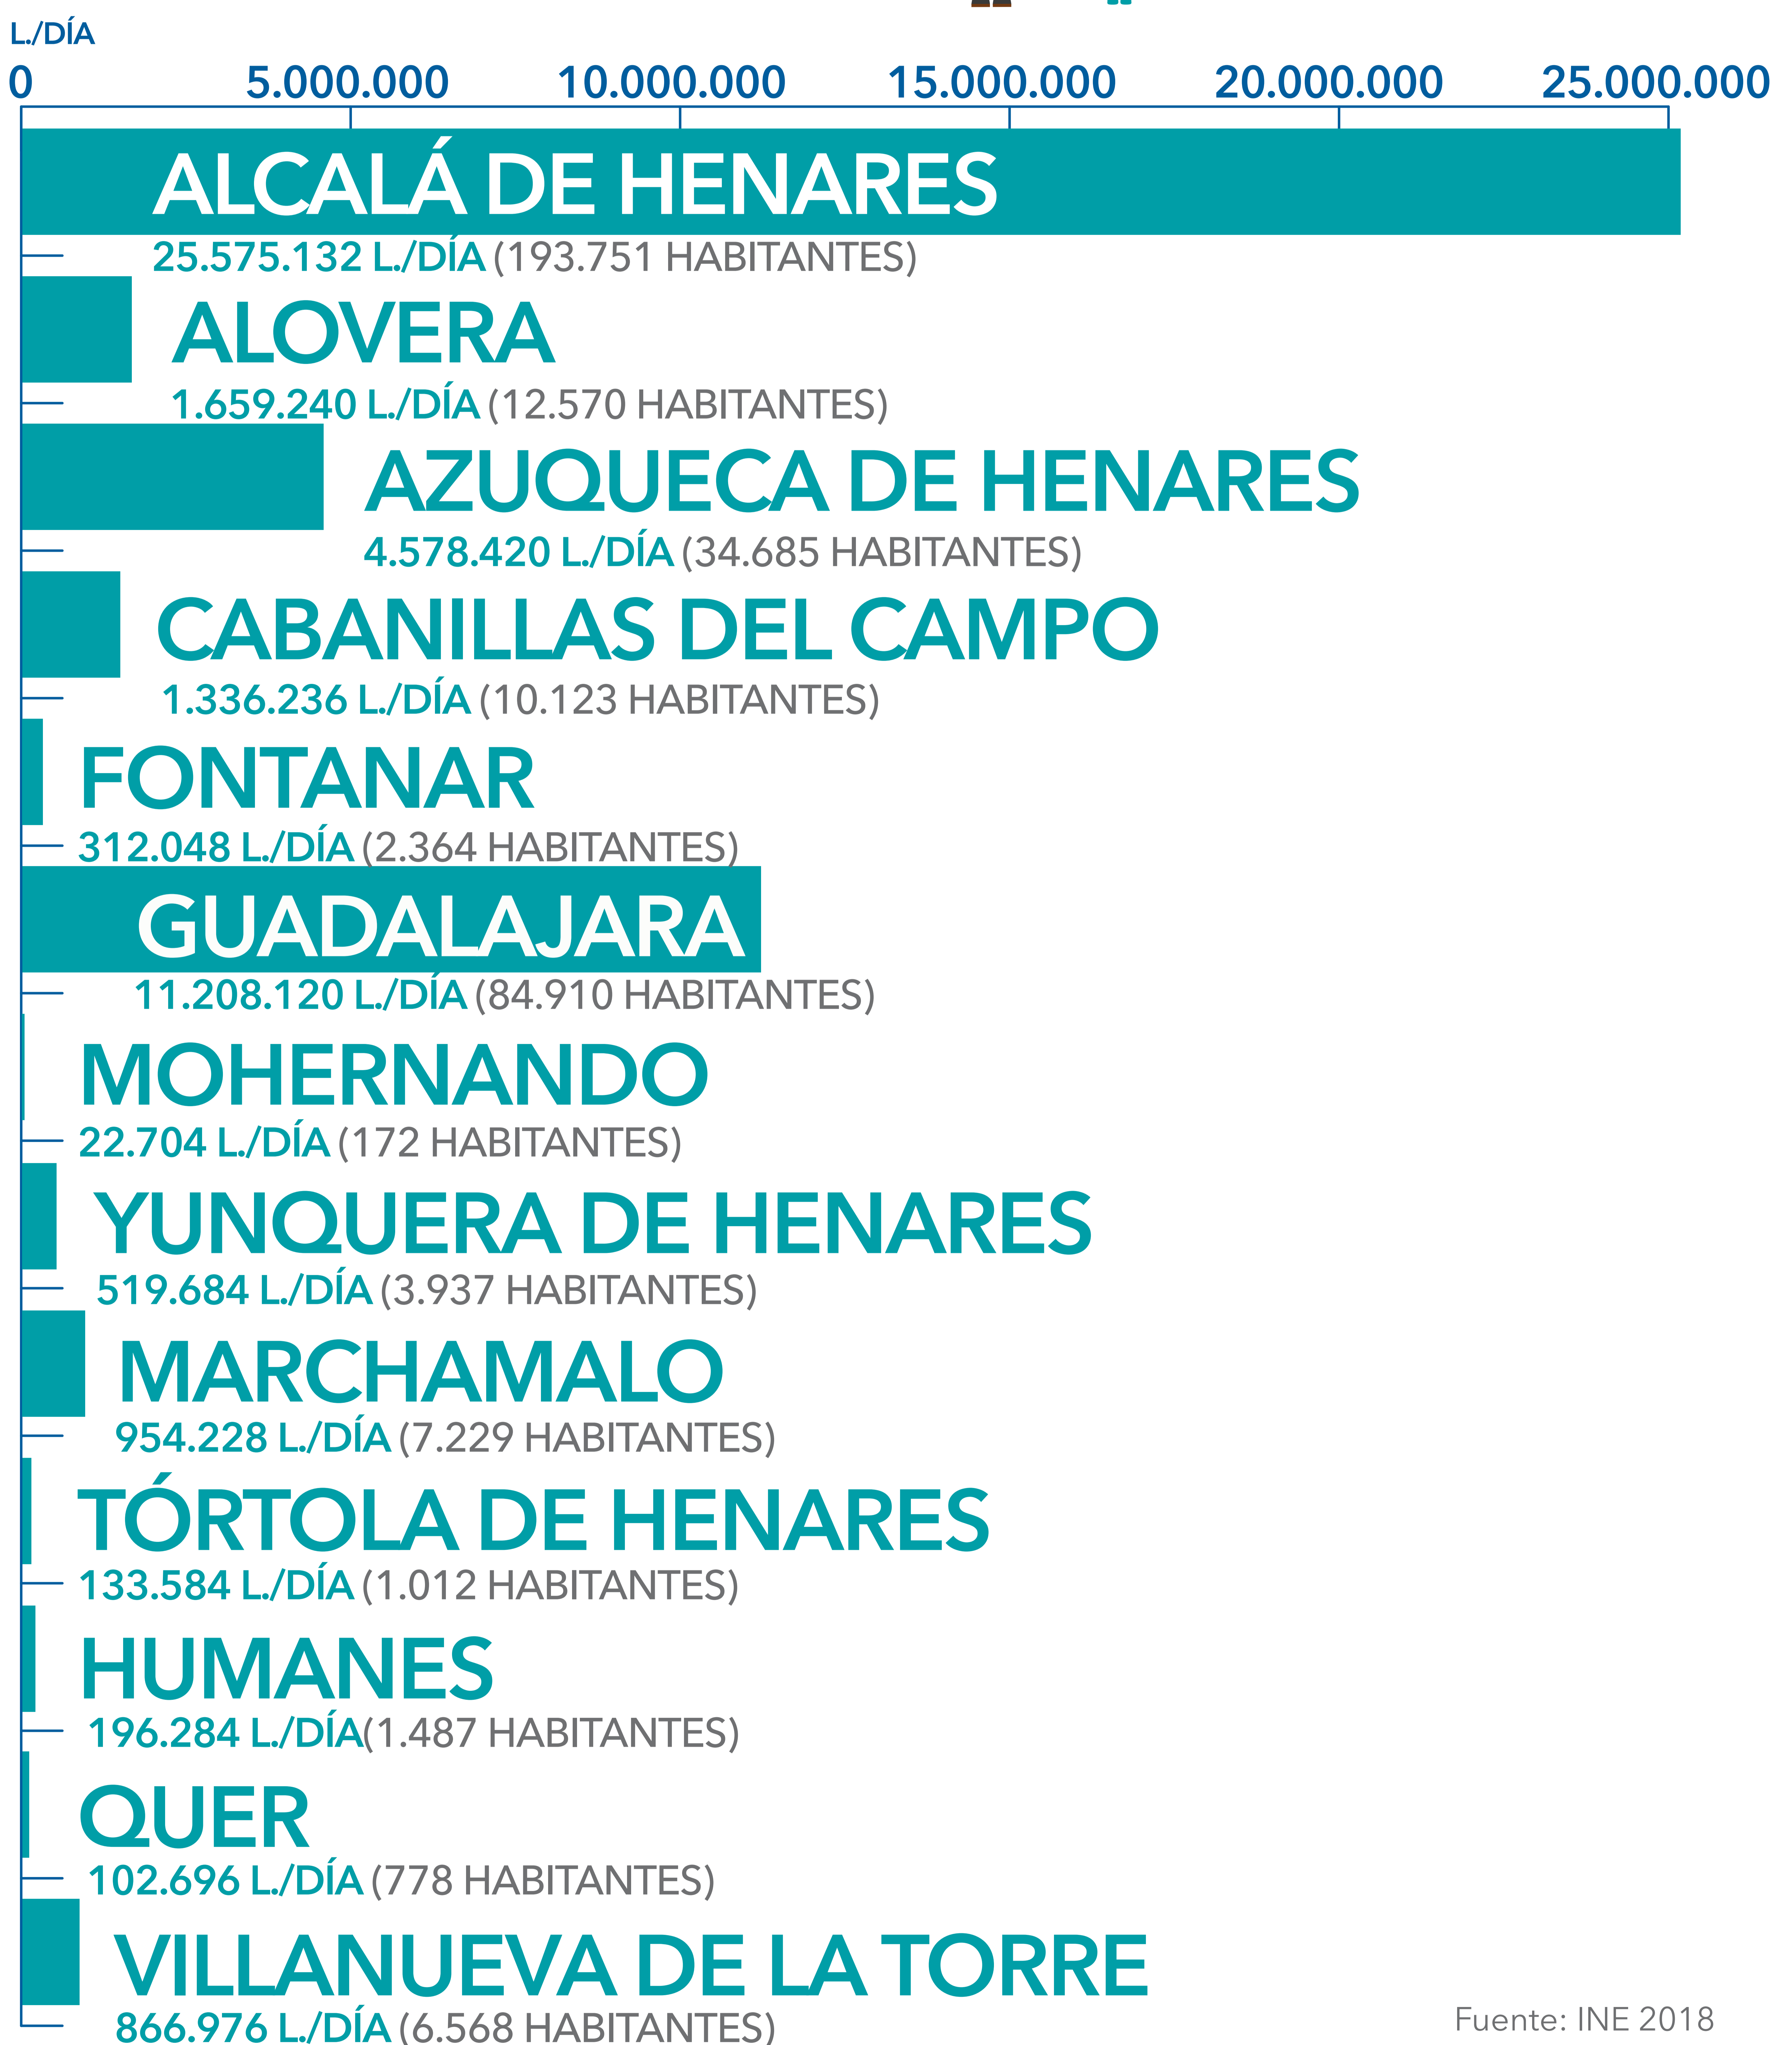 L./DÍA
0 5.000.000 10.000.000 15.000.000 20.000.000 25.000.000
ALCALÁ DE HENARES
25.575.132 L./DÍA (193.751 HABITANTES)
ALOVERA
1.659.240 L./DÍA (12.570 HABITANTES)
AZUQUECA DE HENARES
4.578.420 L./DÍA (34.685 HABITANTES)
CABANILLAS DEL CAMPO
1.336.236 L./DÍA (10.123 HABITANTES)
FONTANAR
312.048 L./DÍA (2.364 HABITANTES)
GUADALAJARA
11.208.120 L./DÍA (84.910 HABITANTES)
MOHERNANDO
22.704 L./DÍA (172 HABITANTES)
YUNQUERA DE HENARES
519.684 L./DÍA (3.937 HABITANTES)
MARCHAMALO
954.228 L./DÍA (7.229 HABITANTES)
TÓRTOLA DE HENARES
133.584 L./DÍA (1.012 HABITANTES)
HUMANES
196.284 L./DÍA(1.487 HABITANTES)
QUER
102.696 L./DÍA (778 HABITANTES)
VILLANUEVA DE LA TORRE
866.976 L./DÍA (6.568 HABITANTES)
Fuente: INE 2018